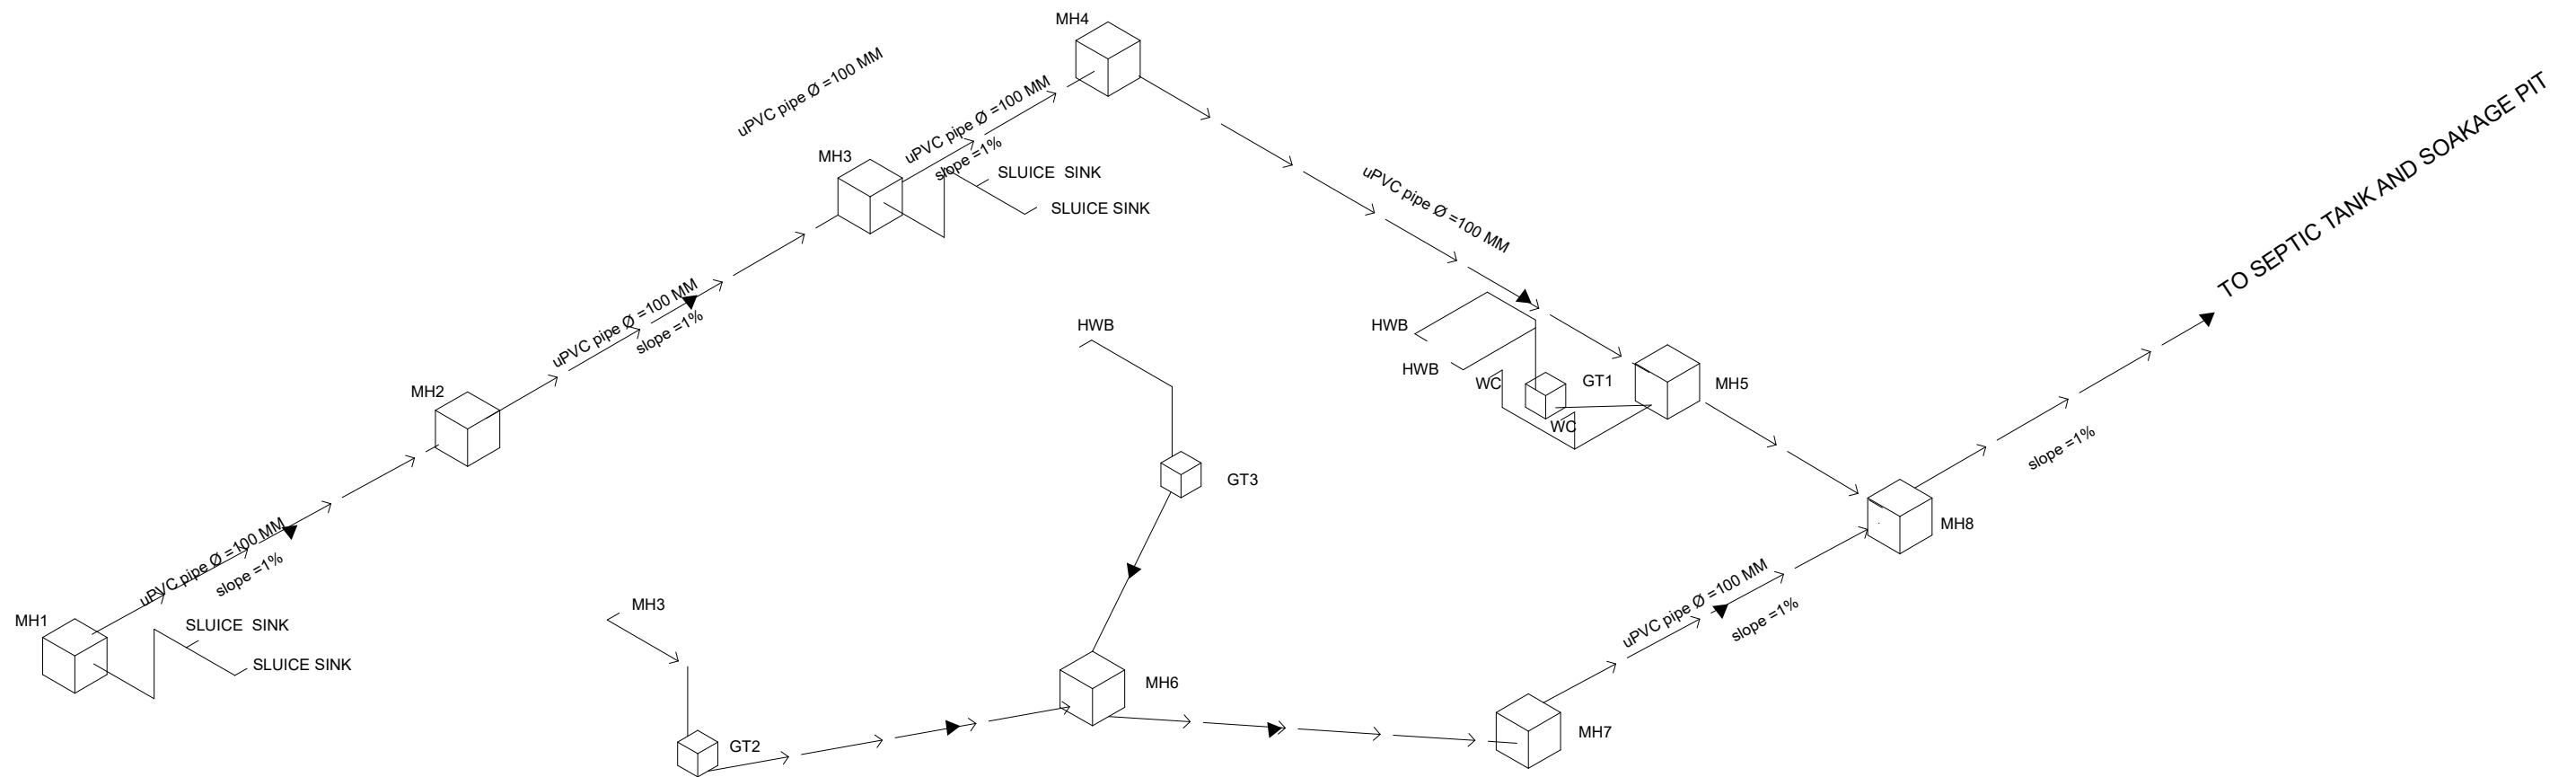 MH4
uPVC pipe Ø =100 MM
uPVC pipe Ø =100 MM
slope =1%
MH3
SLUICE  SINK
SLUICE SINK
uPVC pipe Ø =100 MM
TO SEPTIC TANK AND SOAKAGE PIT
uPVC pipe Ø =100 MM
slope =1%
MH2
HWB
HWB
HWB
WC
GT1
MH5
WC
slope =1%
GT3
MH8
uPVC pipe Ø =100 MM
slope =1%
MH1
SLUICE  SINK
SLUICE SINK
MH3
uPVC pipe Ø =100 MM
slope =1%
MH6
GT2
MH7